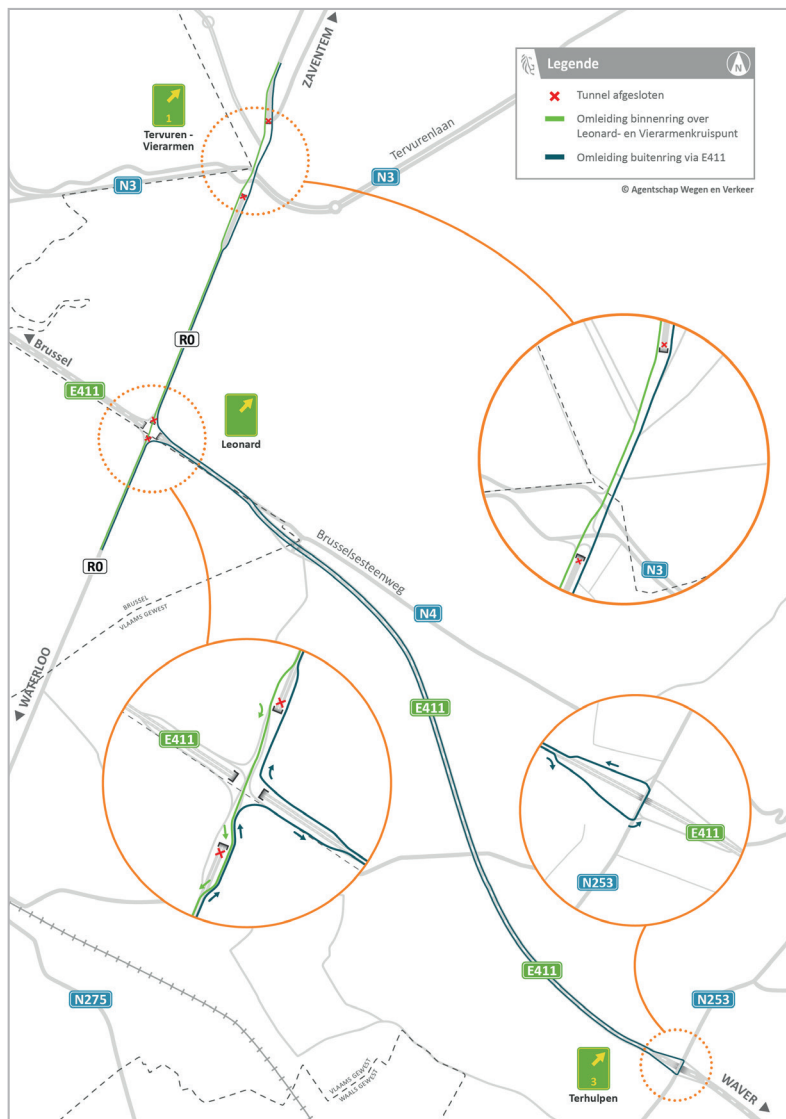 ZAVENTEM
Legende
N
Tunnel afgesloten
Omleiding binnenring over
Leonard- en Vierarmenkruispunt
Omleiding buitenring via E411
© Agentschap Wegen en Verkeer
1
Tervuren -
Vierarmen
Tervurenlaan
N3
N3
R0
Brussel
E411
Leonard
Brusselsesteenweg
N3
R0
BRUSSEL
VLAAMS GEWEST
N4
WATERLOO
E411
E411
E411
N253
E411
N275
N253
3
Terhulpen
WAVER
VLAAMS GEWEST
WAALS GEWEST